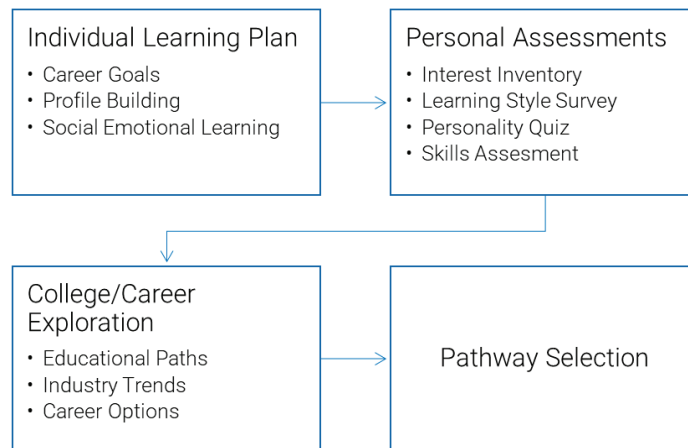 Individual Learning Plan
• Career Goals
• Profile Building
• Social Emotional Learning
Personal Assessments
• Interest Inventory
• Learning Style Survey
• Personality Quiz
• Skills Assesment
College/Career
Exploration
• Educational Paths
• Industry Trends
• Career Options
Pathway Selection